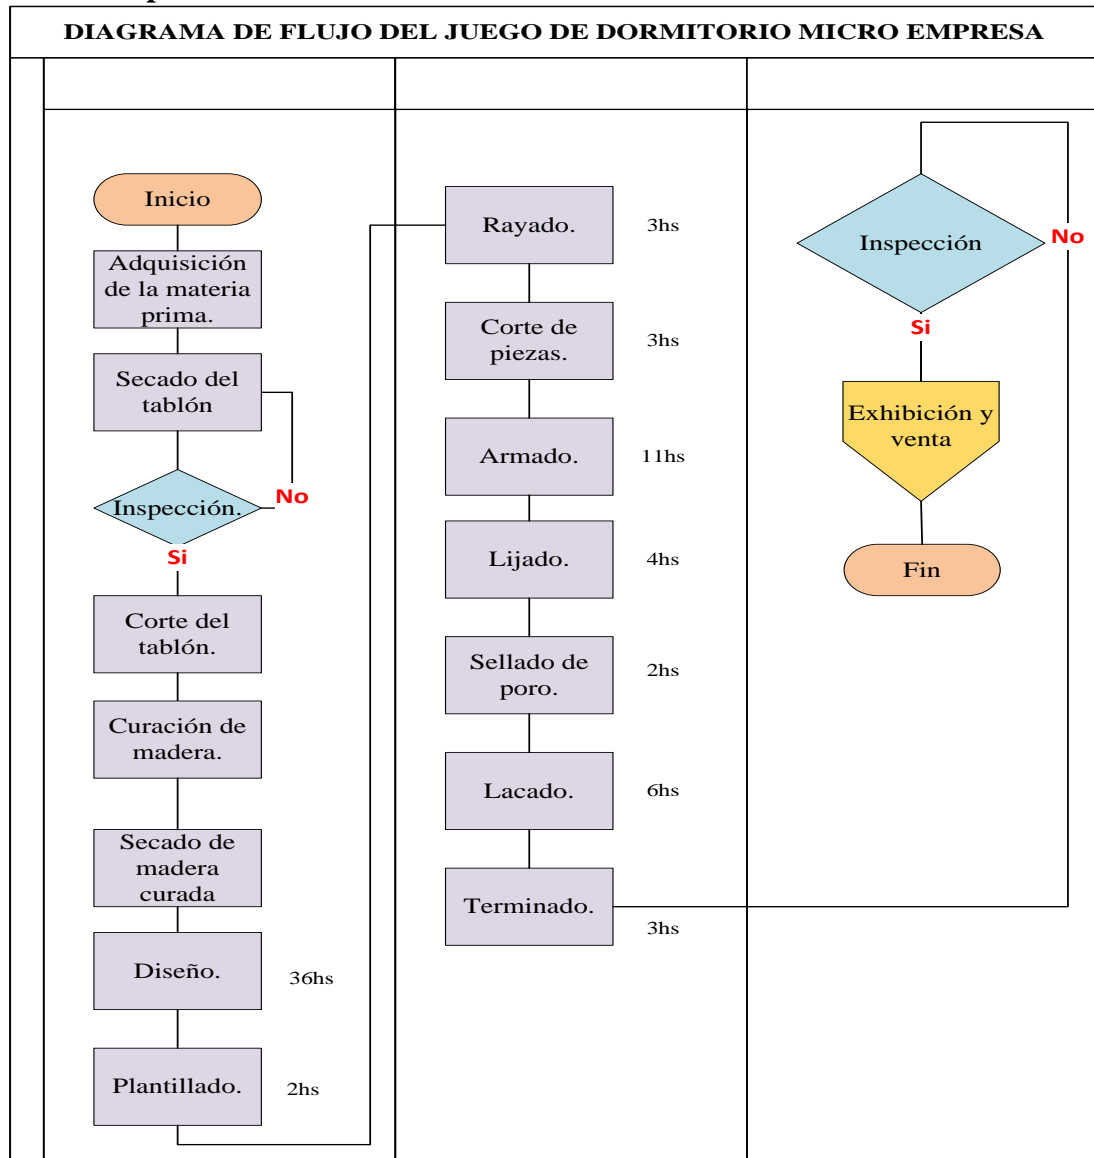 DIAGRAMA DE FLUJO DEL JUEGO DE DORMITORIO MICRO EMPRESA
Inicio
Adquisición
de la materia
prima.
Secado del
tablón
Inspección.
No
Si
Corte del
tablón.
Curación de
madera.
Secado de
madera
curada
Diseño.
36hs
Plantillado.
2hs
Rayado.
3hs
Corte de
piezas.
3hs
Armado.
11hs
Lijado.
4hs
Sellado de
poro.
2hs
Lacado.
6hs
Terminado.
3hs
Inspección
No
Si
Exhibición y
venta
Fin